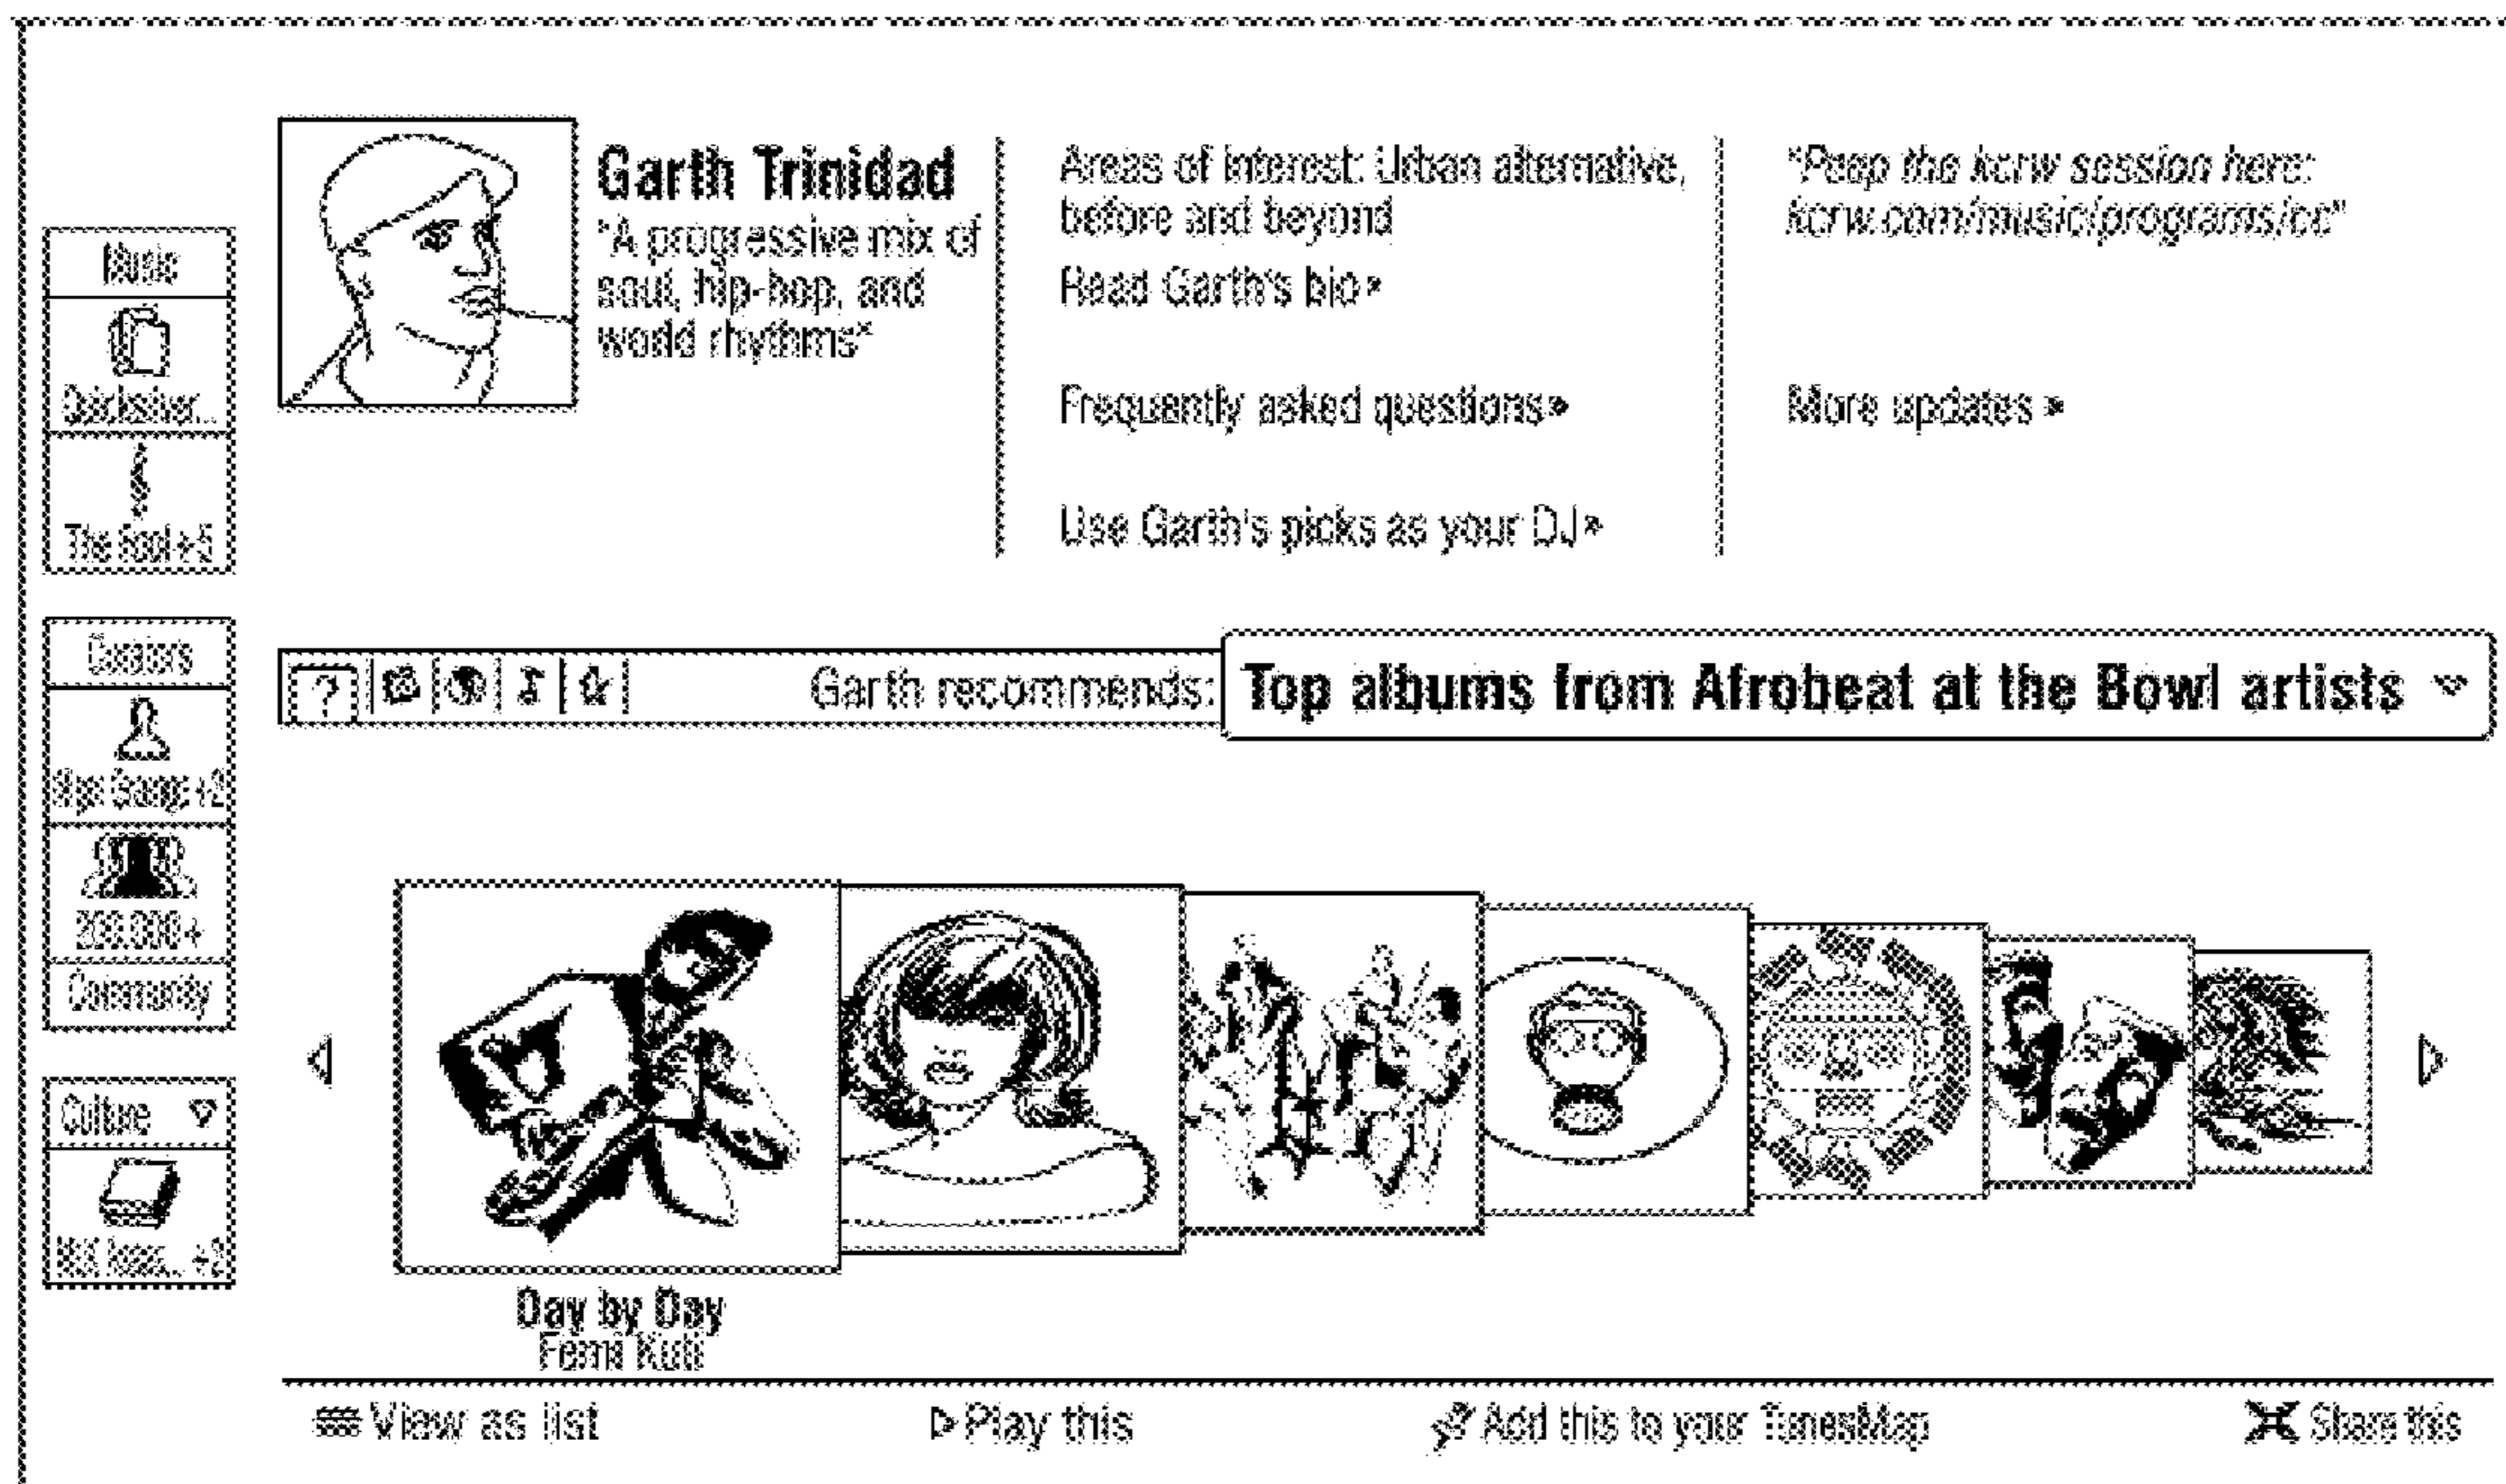 Garth Trinidad
"A progressive mix of
soul, hip-hop, and
world rhythms"
Areas of interest: Urban alternative,
before and beyond
Read Garth's bio»
Frequently asked questions»
Use Garth's picks as your DJ»
"Peep the kcrw session here:
kcrw.com/music/programs/cc"
More updates »
Music
Quicksilver...
The Fool +5
Curators
+2
200,000+
Community
Culture
+2
?
Garth recommends:
Top albums from Afrobeat at the Bowl artists
Day by Day
Femi Kuti
View as list
Play this
Add this to your TunesMap
Share this